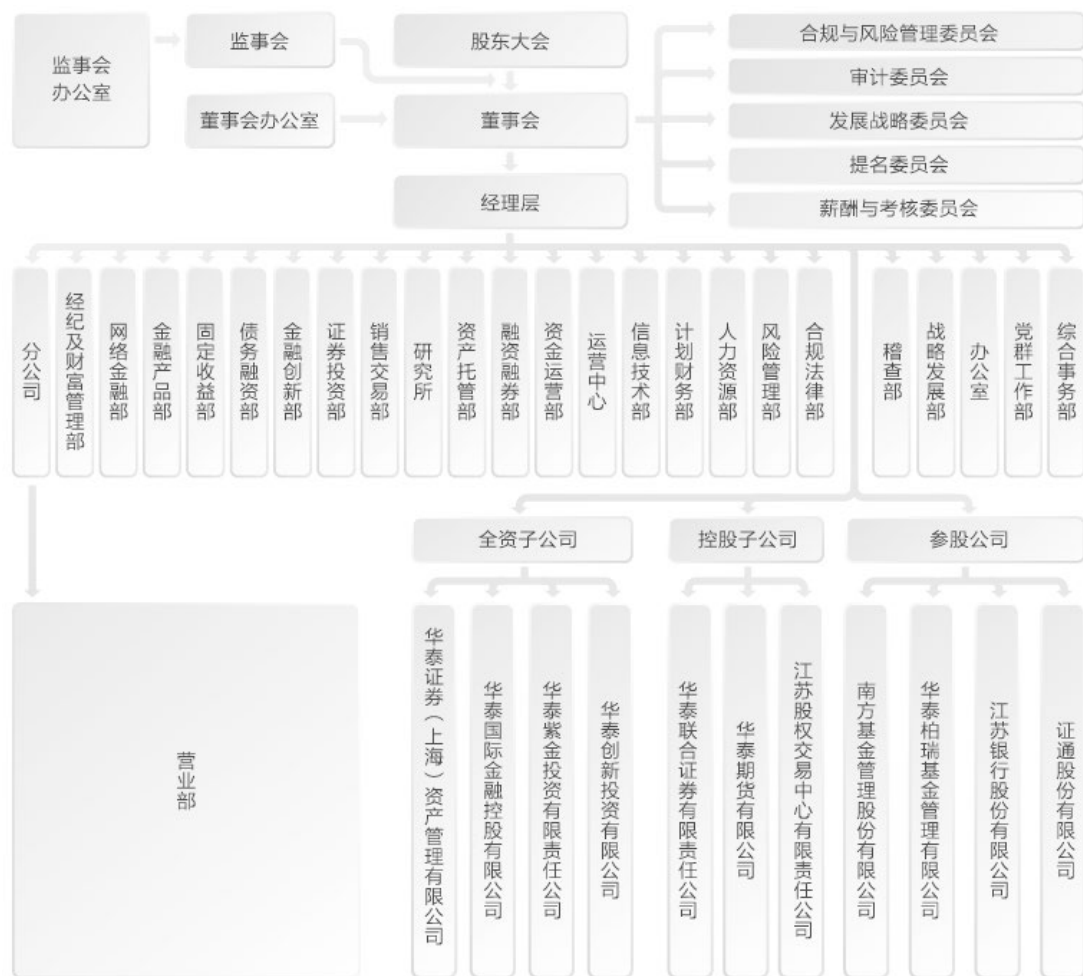 监事会
办公室
监事会
股东大会
董事会办公室
董事会
经理层
合规与风险管理委员会
审计委员会
发展战略委员会
提名委员会
薪酬与考核委员会
分公司
经纪及财富管理部
网络金融部
金融产品部
固定收益部
债务融资部
金融创新部
证券投资部
销售交易部
研究所
资产托管部
融资融券部
资金运营部
运营中心
信息技术部
计划财务部
人力资源部
风险管理部
合规法律部
稽查部
战略发展部
办公室
党群工作部
综合事务部
全资子公司
控股子公司
参股公司
营业部
华泰证券（上海）资产管理有限公司
华泰国际金融控股有限公司
华泰紫金投资有限责任公司
华泰创新投资有限公司
华泰联合证券有限责任公司
华泰期货有限公司
江苏股权交易中心有限责任公司
南方基金管理股份有限公司
华泰柏瑞基金管理有限公司
江苏银行股份有限公司
证通股份有限公司